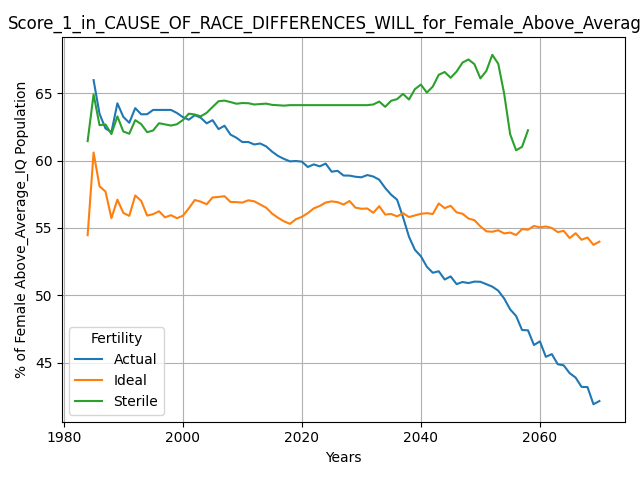 Score_1_in_CAUSE_OF_RACE_DIFFERENCES_WILL_for_Female_Above_Averag
% of Female Above_Average_IQ Population
65
60
55
50
45
Fertility
Actual
Ideal
Sterile
1980 2000 2020 2040 2060
Years